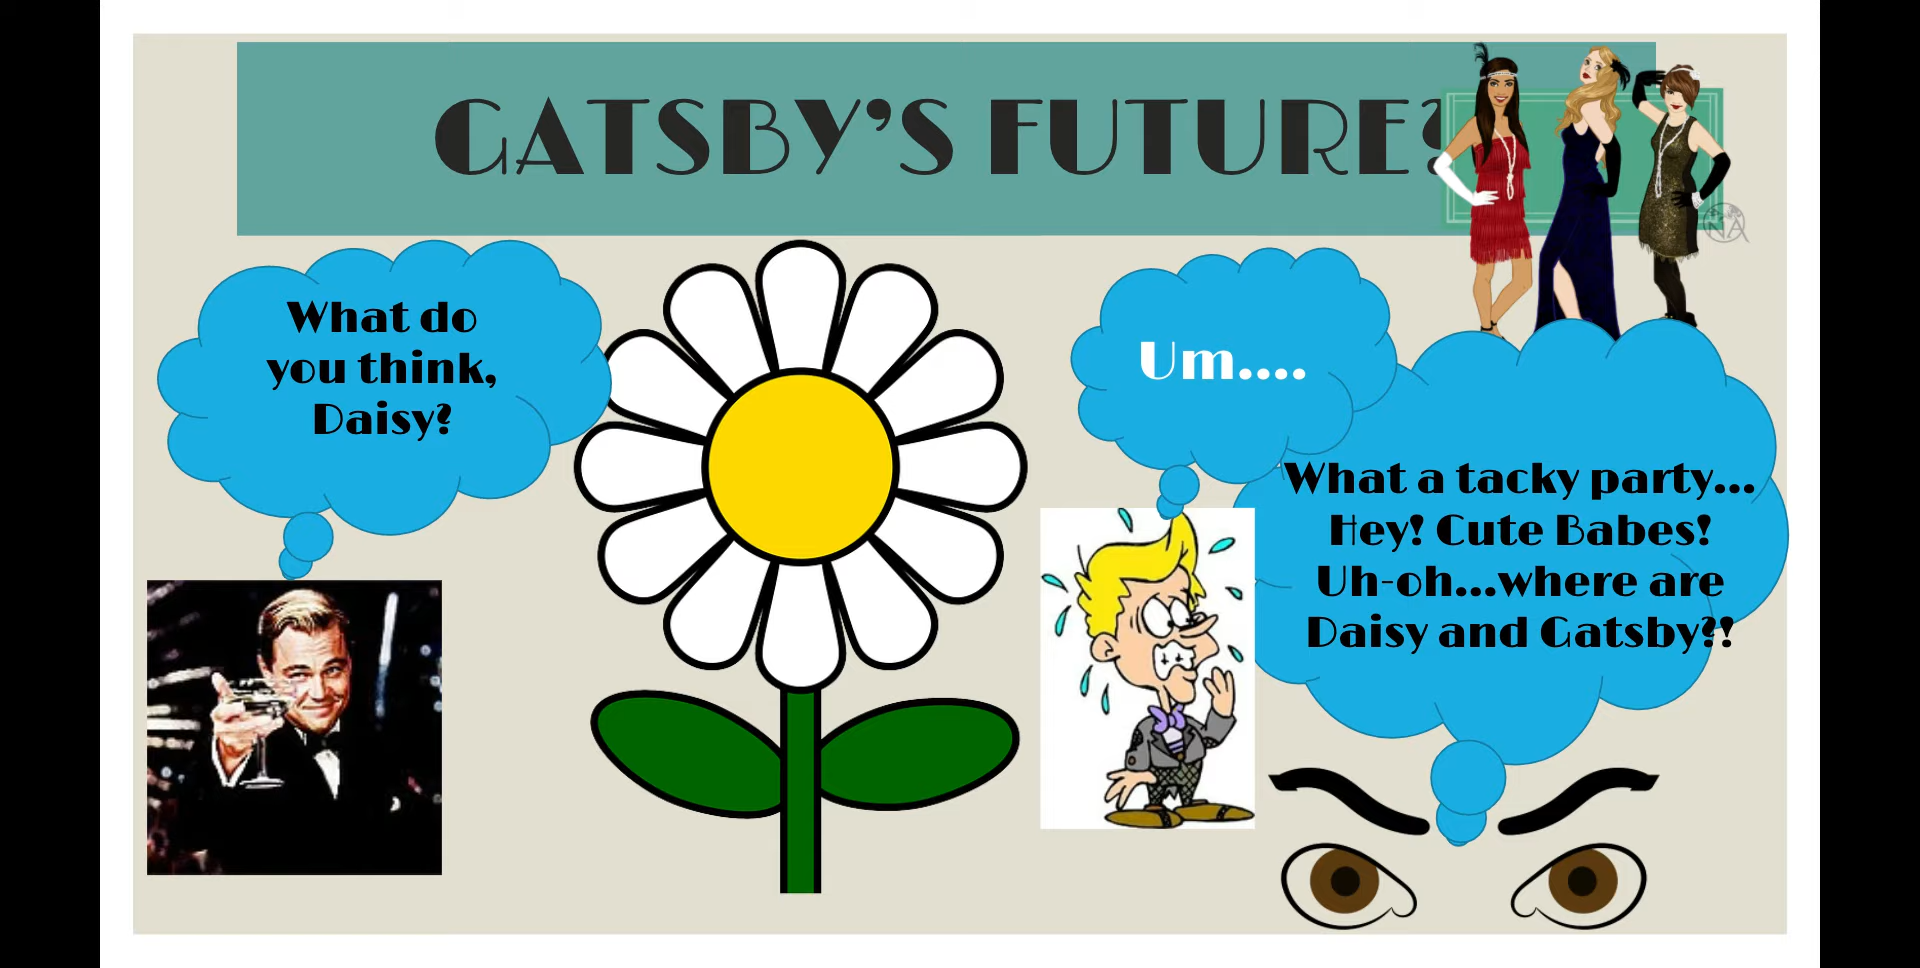 GATSBY'S FUTURE?
What do
you think,
Daisy?
Um....
What a tacky party...
Hey! Cute Babes!
Uh-oh...where are
Daisy and Gatsby?!
NA